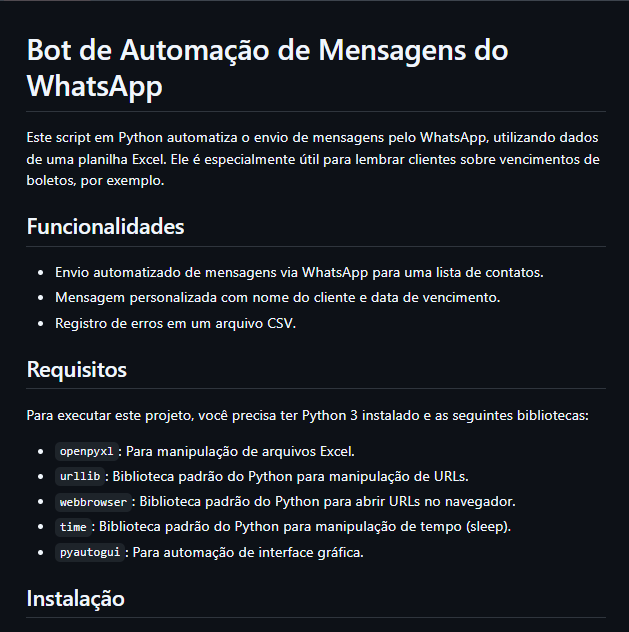 Bot de Automação de Mensagens do
WhatsApp
Este script em Python automatiza o envio de mensagens pelo WhatsApp, utilizando dados
de uma planilha Excel. Ele é especialmente útil para lembrar clientes sobre vencimentos de
boletos, por exemplo.
Funcionalidades
• Envio automatizado de mensagens via WhatsApp para uma lista de contatos.
• Mensagem personalizada com nome do cliente e data de vencimento.
• Registro de erros em um arquivo CSV.
Requisitos
Para executar este projeto, você precisa ter Python 3 instalado e as seguintes bibliotecas:
• openpyxl: Para manipulação de arquivos Excel.
• urllib: Biblioteca padrão do Python para manipulação de URLs.
• webbrowser: Biblioteca padrão do Python para abrir URLs no navegador.
• time: Biblioteca padrão do Python para manipulação de tempo (sleep).
• pyautogui: Para automação de interface gráfica.
Instalação